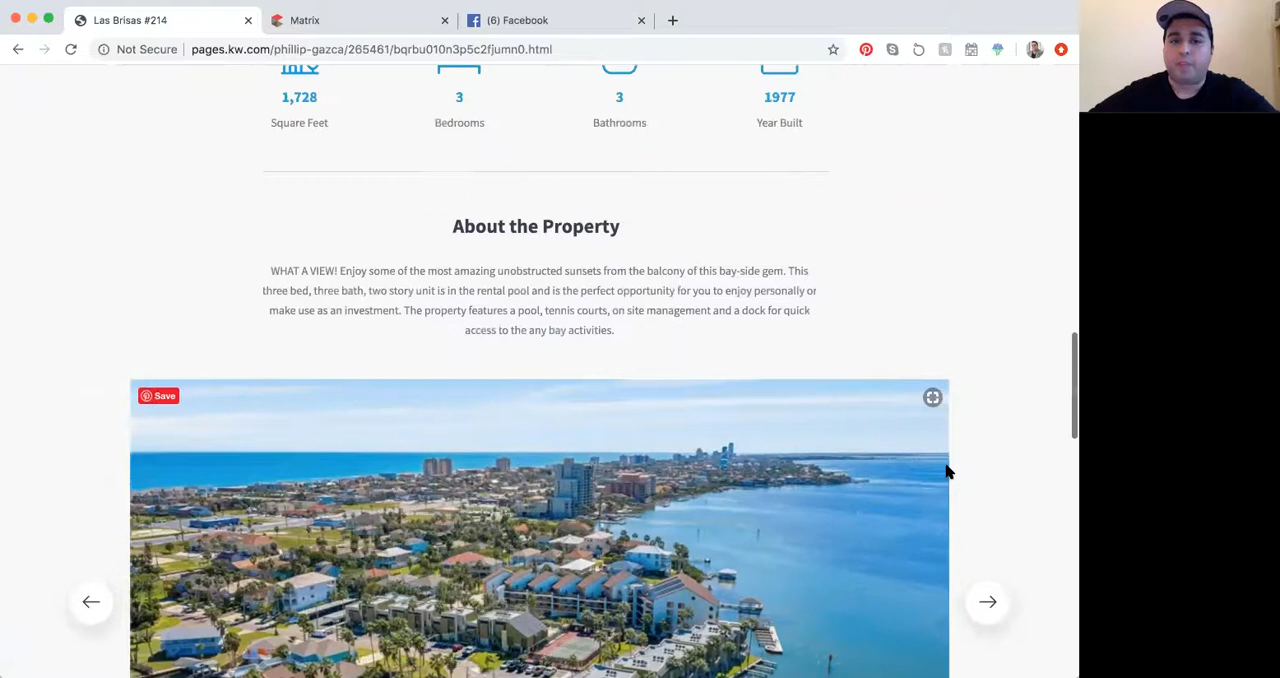 Las Brisas #214
Matrix
(6) Facebook
Not Secure
pages.kw.com/phillip-gazca/265461/bqrbu010n3p5c2fjumn0.html
1,728
3
3
1977
Square Feet
Bedrooms
Bathrooms
Year Built
About the Property
WHAT A VIEW! Enjoy some of the most amazing unobstructed sunsets from the balcony of this bay-side gem. This
three bed, three bath, two story unit is in the rental pool and is the perfect opportunity for you to enjoy personally or
make use as an investment. The property features a pool, tennis courts, on site management and a dock for quick
access to the any bay activities.
Save